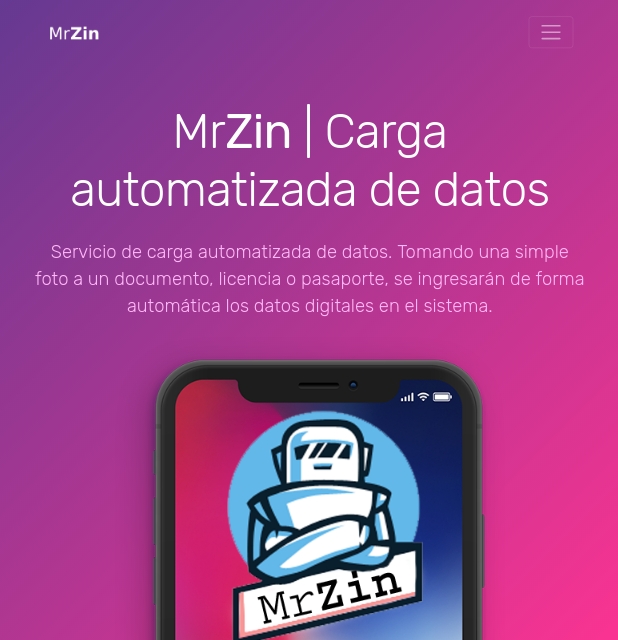 MrZin
MrZin | Carga
automatizada de datos
Servicio de carga automatizada de datos. Tomando una simple
foto a un documento, licencia o pasaporte, se ingresarán de forma
automática los datos digitales en el sistema.
MrZin